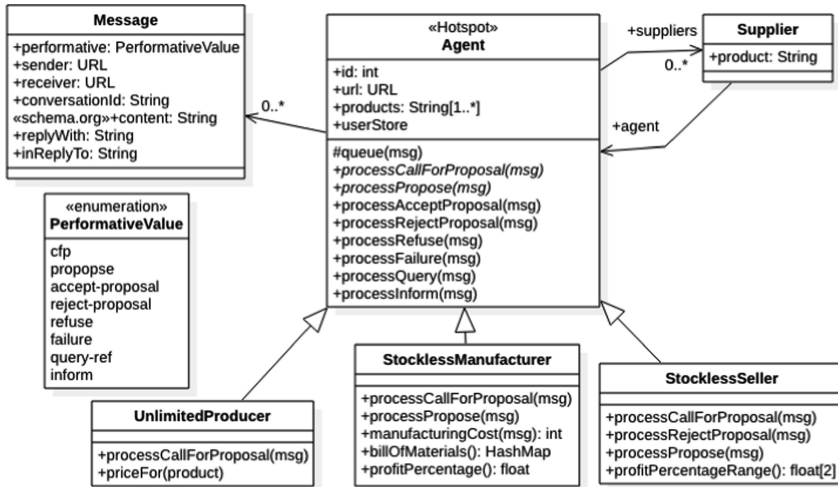 Message
+performative: PerformativeValue
+sender: URL
+receiver: URL
+conversationId: String
«schema.org»+content: String
+replyWith: String
+inReplyTo: String
0..*
«Hotspot»
Agent
+id: int
+url: URL
+products: String[1..*]
+userStore
#queue(msg)
+processCallForProposal(msg)
+processPropose(msg)
+processAcceptProposal(msg)
+processRejectProposal(msg)
+processRefuse(msg)
+processFailure(msg)
+processQuery(msg)
+processInform(msg)
+suppliers
0..*
+agent
Supplier
+product: String
«enumeration»
PerformativeValue
cfp
propopse
accept-proposal
reject-proposal
refuse
failure
query-ref
inform
UnlimitedProducer
+processCallForProposal(msg)
+priceFor(product)
StocklessManufacturer
+processCallForProposal(msg)
+processPropose(msg)
+manufacturingCost(msg): int
+billOfMaterials(): HashMap
+profitPercentage(): float
StocklessSeller
+processCallForProposal(msg)
+processRejectProposal(msg)
+processPropose(msg)
+profitPercentageRange(): float[2]